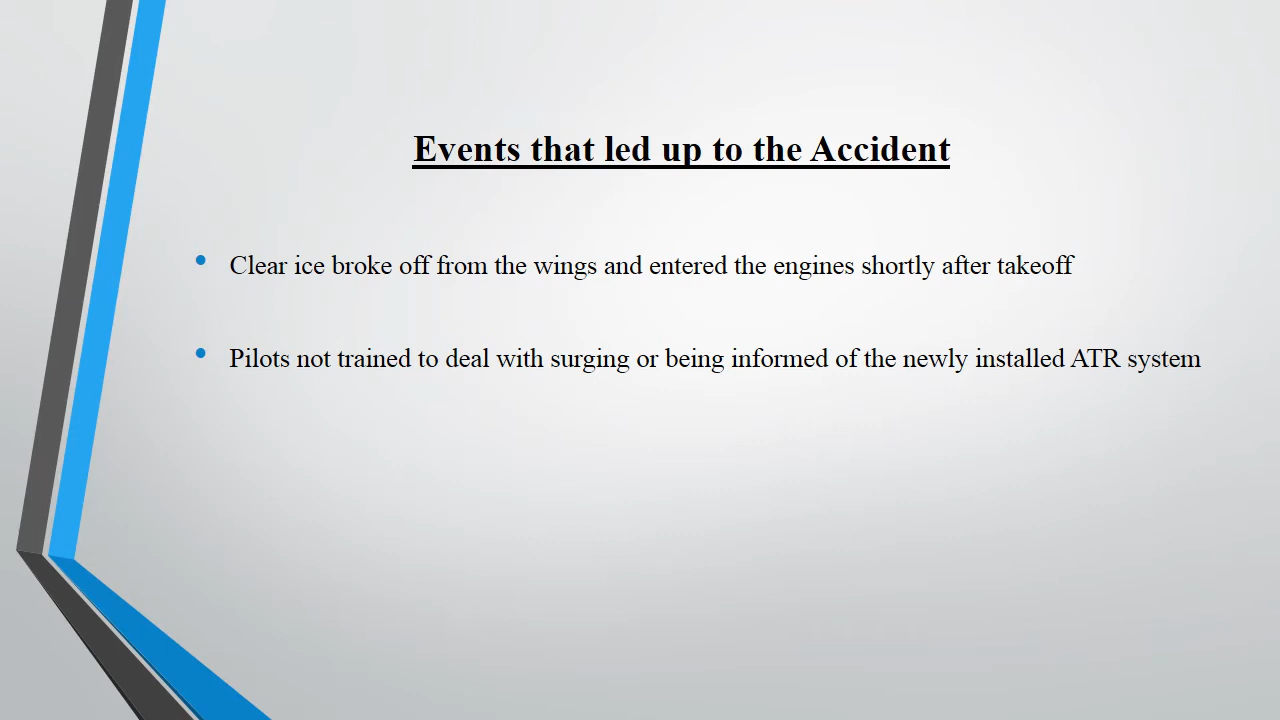 Events that led up to the Accident
• Clear ice broke off from the wings and entered the engines shortly after takeoff
• Pilots not trained to deal with surging or being informed of the newly installed ATR system